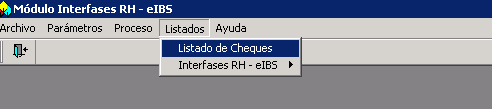 Módulo Interfases RH - eIBS
Archivo Parámetros Proceso Listados Ayuda
Listado de Cheques
Interfases RH - eIBS